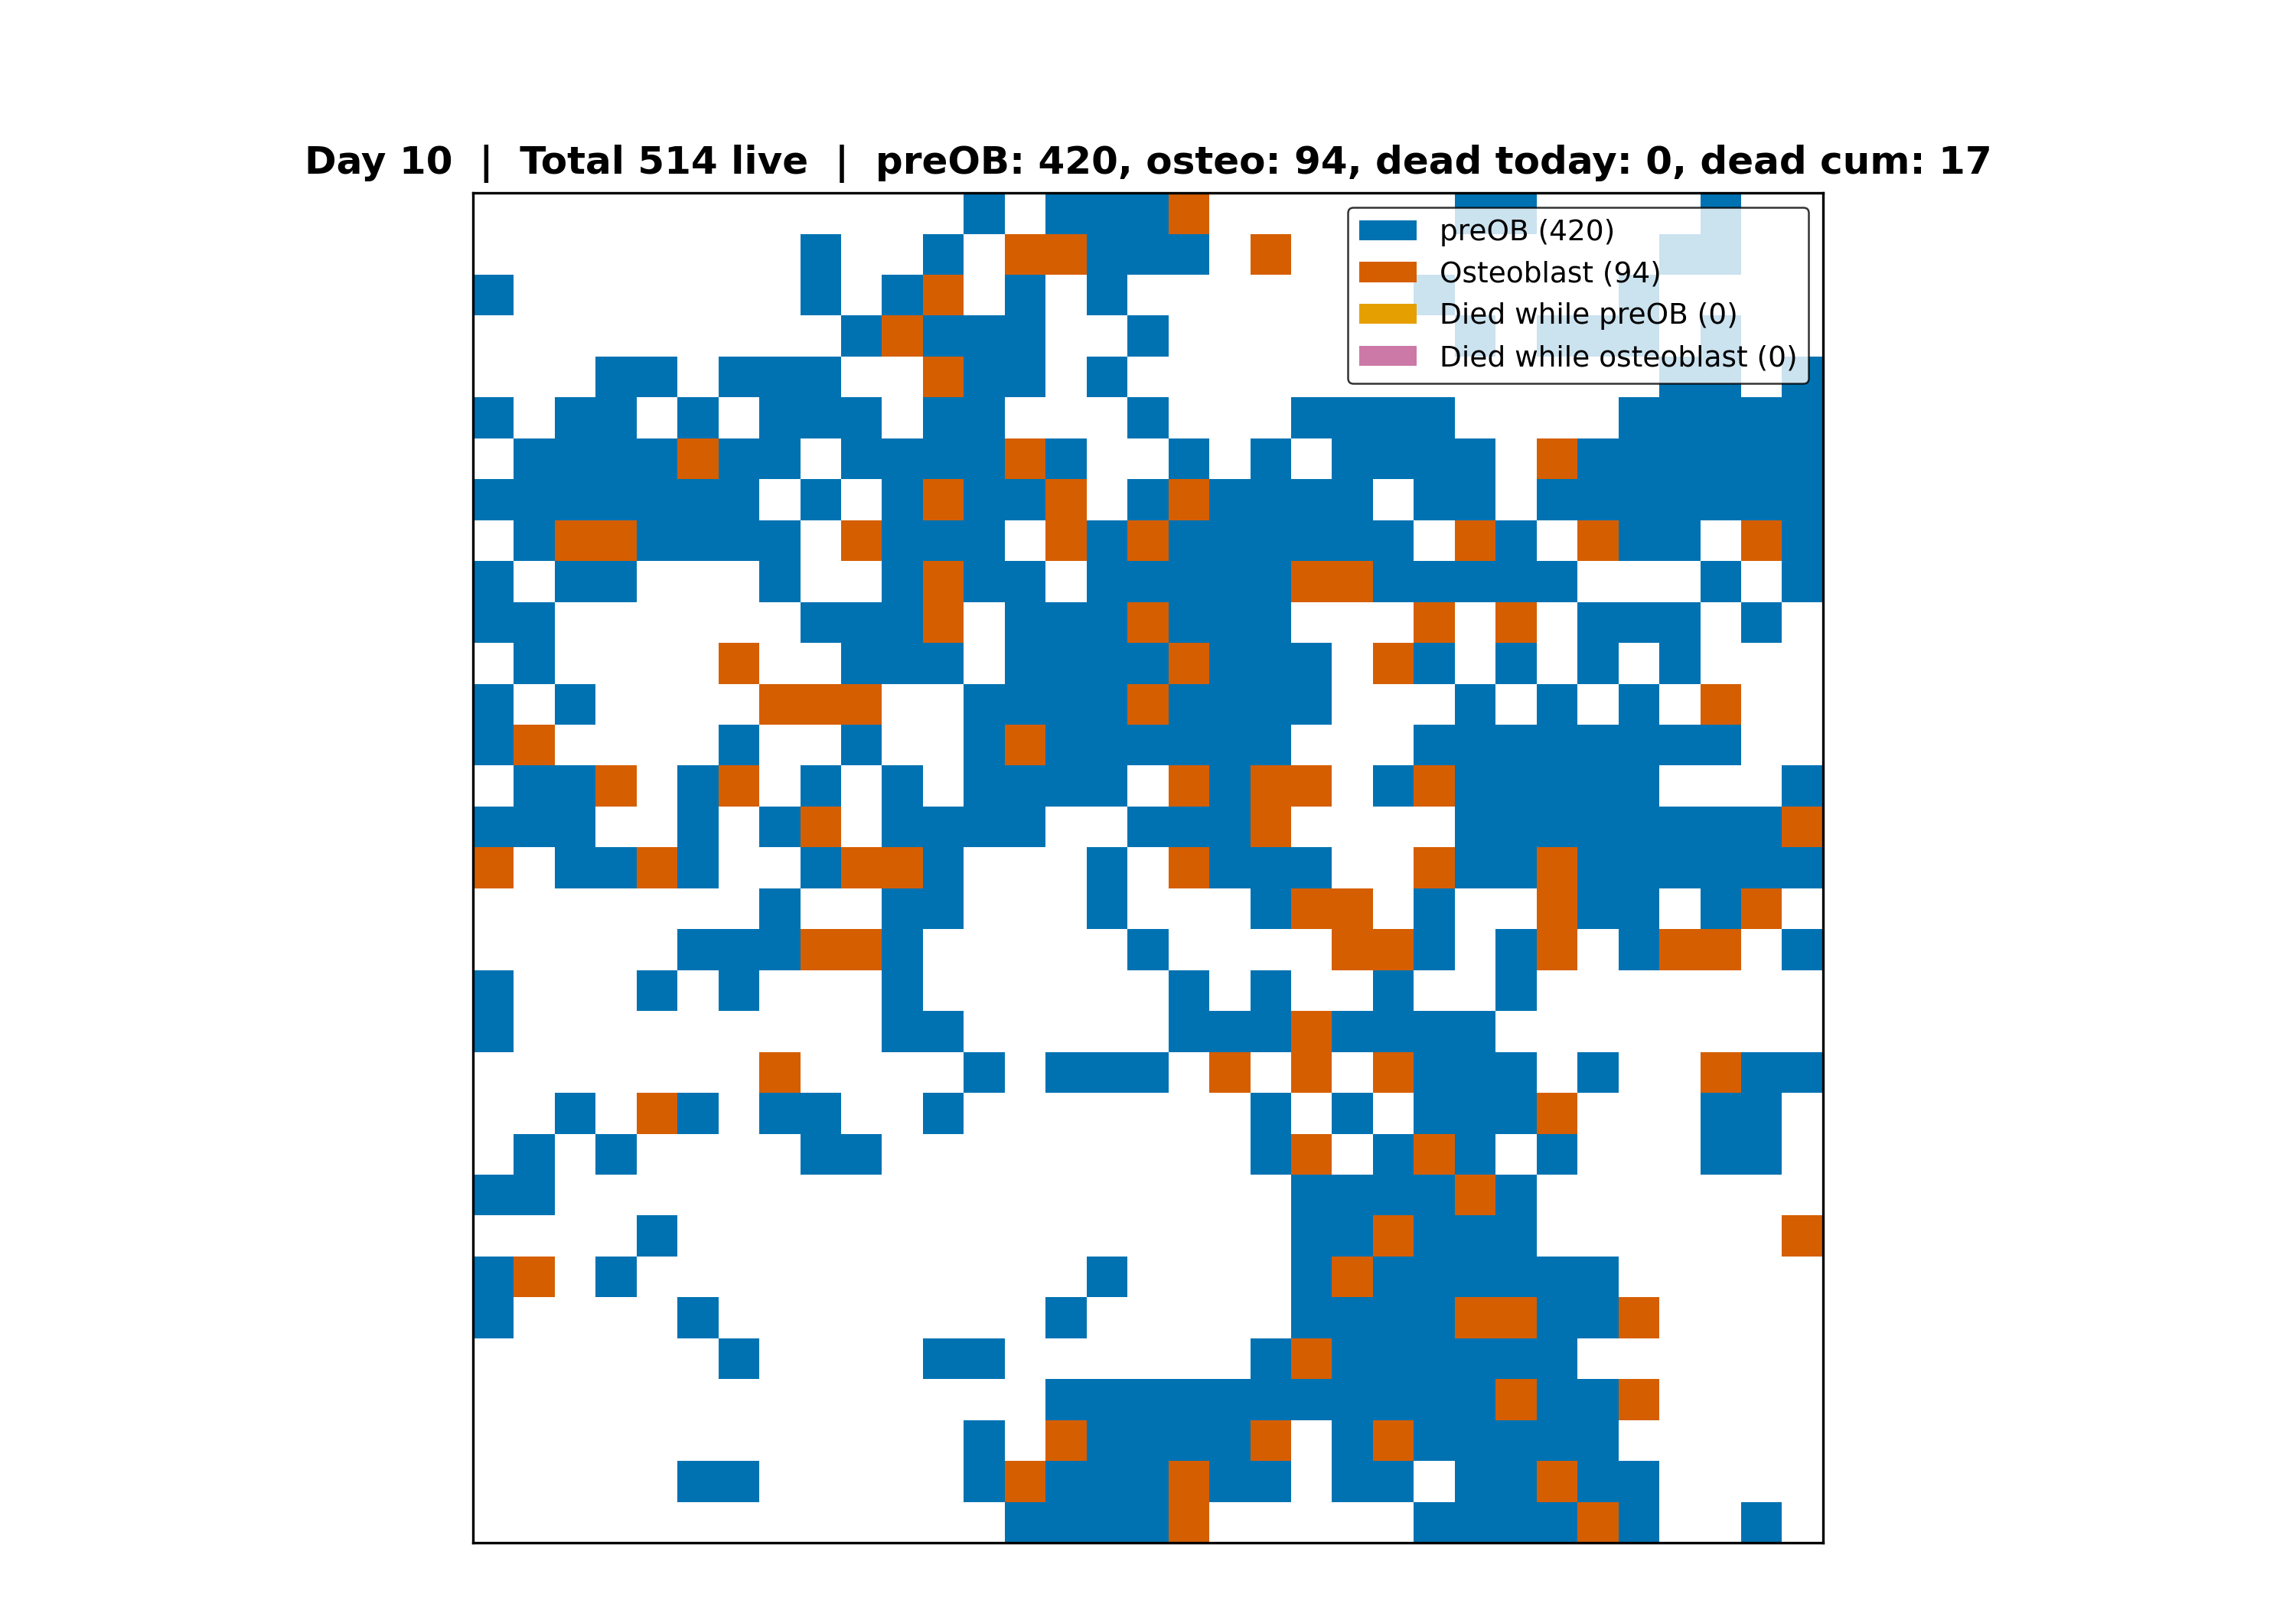 Day 10 | Total 514 live | preOB: 420, osteo: 94, dead today: 0, dead cum: 17
preOB (420)
Osteoblast (94)
Died while preOB (0)
Died while osteoblast (0)